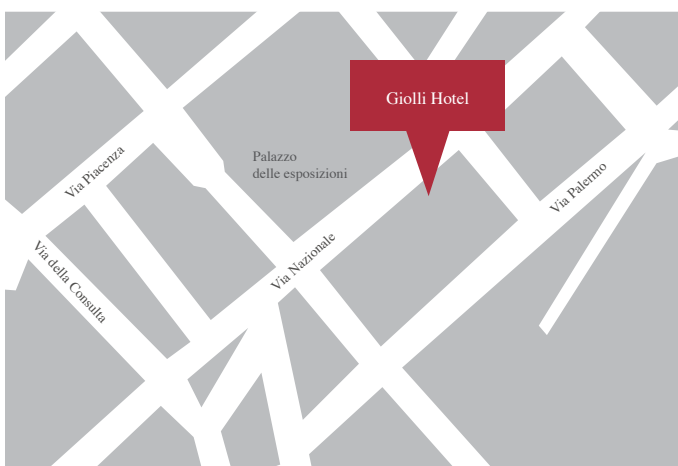 Giolli Hotel
Palazzo
delle esposizioni
Via Piacenza
Via Palermo
Via Nazionale
Via della Consulta